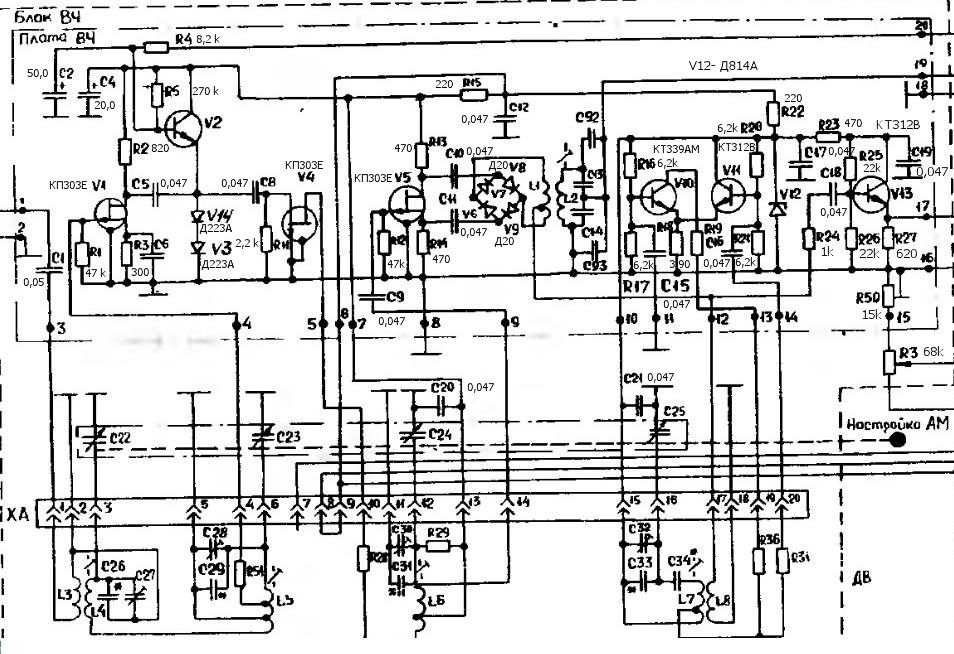 Блок ВЧ
Плата ВЧ
R4 8,2 k
20
50,0 C2
C4
20,0
R5
270 k
V2
R2 820
220
R15
0,047
C12
V12- Д814А
19
18
220
R22
C92
R13
470
C10
0,047
Д20
V8
V7
V6
V9
Д20
C11
0,047
L1
L2
C13
C14
C93
КП303Е
V1
C5
0,047
0,047
C8
V4
КП303Е
V5
V14
Д223А
V3
Д223А
2,2 k
R11
R1
47 k
R3
300
C6
R12
47k
R14
470
C9
0,047
КТ339АМ
R16
6,2k
V10
6,2k
R20
КТ312В
V11
R17
6,2k
C15
0,047
R18
390
R19
C16
0,047
R21
6,2k
V12
C17
0,047
R23
470
C18
0,047
R25
22k
КТ312В
V13
C19
0,047
R24
1k
R26
22k
R27
620
R50
15k
17
16
15
1
2
C1
0,05
3
4
5
6
7
8
9
10
11
12
13
14
R3 68k
Настройка АМ
C22
C23
C20
0,047
C24
C21
0,047
C25
ХА
1
2
3
5
4
6
7
8
9
10
11
12
13
14
15
16
17
18
19
20
ДВ
L3
L4
C26
C27
C28
C29
R51
L5
R28
C30
C31
R29
L6
C32
C33
C34*
L7
L8
R30
R31